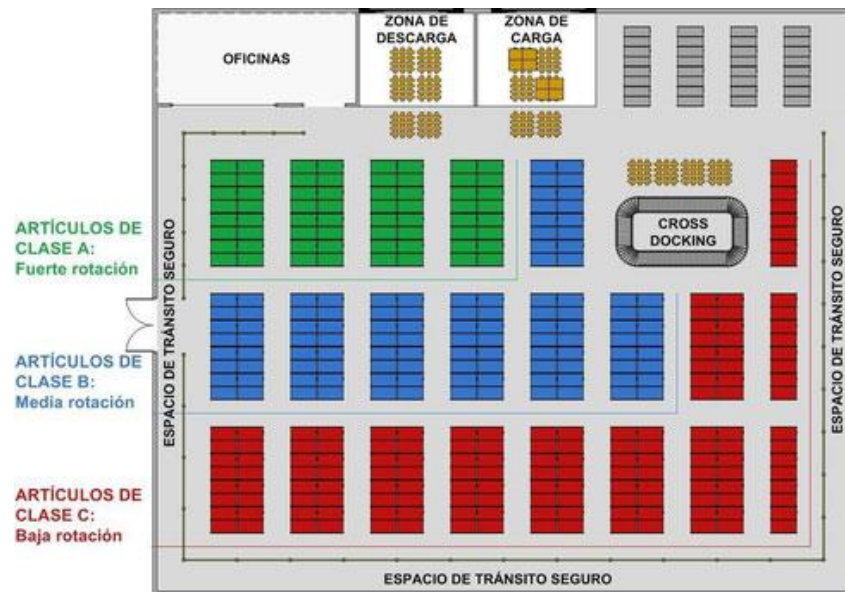 OFICINAS
ZONA DE
DESCARGA
ZONA DE
CARGA
ARTÍCULOS DE
CLASE A:
Fuerte rotación
ESPACIO DE TRÁNSITO SEGURO
CROSS
DOCKING
ESPACIO DE TRÁNSITO SEGURO
ARTÍCULOS DE
CLASE B:
Media rotación
ARTÍCULOS DE
CLASE C:
Baja rotación
ESPACIO DE TRÁNSITO SEGURO